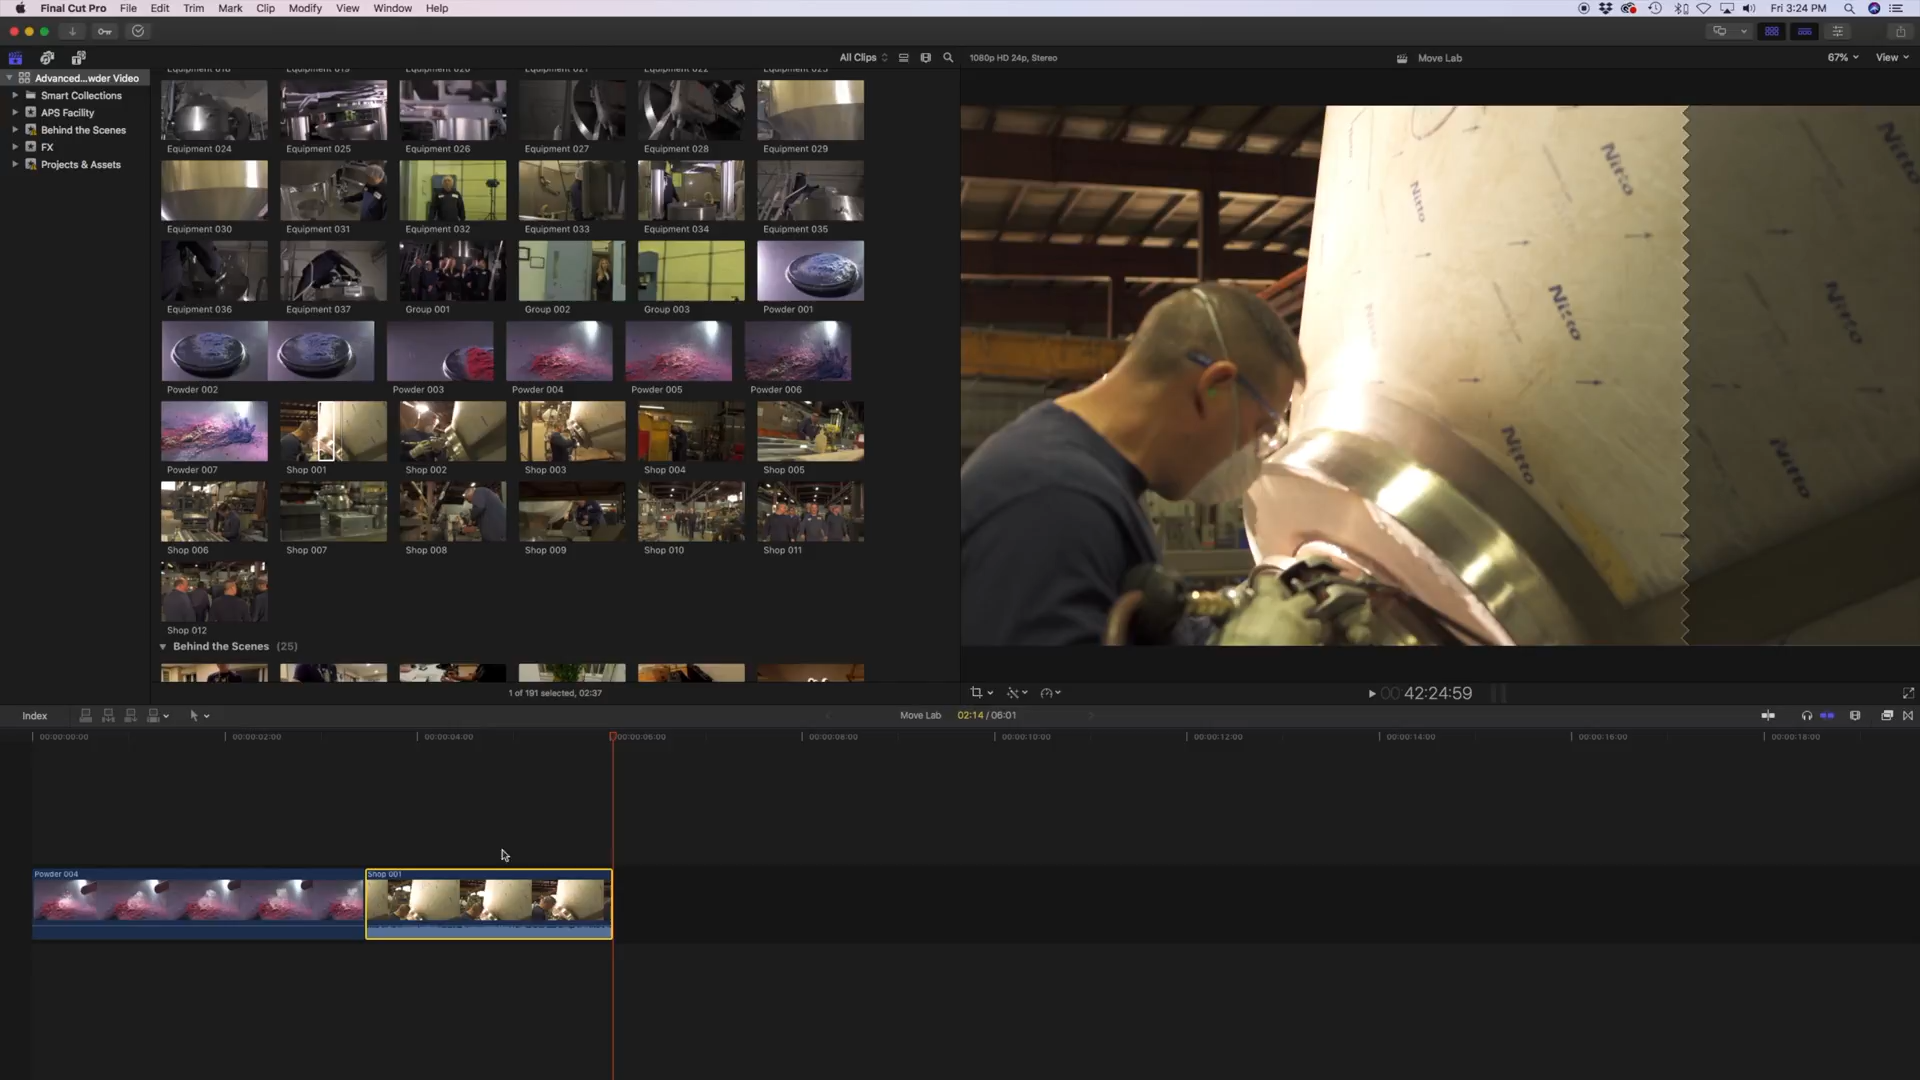 Final Cut Pro File Edit Trim Mark Clip Modify View Window Help
Fri 3:24 PM
All Clips
1080p HD 24p, Stereo
Move Lab
67%
View
Advanced...wder Video
Smart Collections
APS Facility
Behind the Scenes
FX
Projects & Assets
Equipment 024
Equipment 025
Equipment 026
Equipment 027
Equipment 028
Equipment 029
Equipment 030
Equipment 031
Equipment 032
Equipment 033
Equipment 034
Equipment 035
Equipment 036
Equipment 037
Group 001
Group 002
Group 003
Powder 001
Powder 002
Powder 003
Powder 004
Powder 005
Powder 006
Powder 007
Shop 001
Shop 002
Shop 003
Shop 004
Shop 005
Shop 006
Shop 007
Shop 008
Shop 009
Shop 010
Shop 011
Shop 012
Behind the Scenes (25)
1 of 191 selected, 02:37
Nitto
Nitto
Nitto
Nitto
Nitto
Nitto
Nitto
00 42:24:59
Index
Move Lab
02:14 / 06:01
00:00:00:00
00:00:02:00
00:00:04:00
00:00:06:00
00:00:08:00
00:00:10:00
00:00:12:00
00:00:14:00
00:00:16:00
00:00:18:00
Powder 004
Shop 001